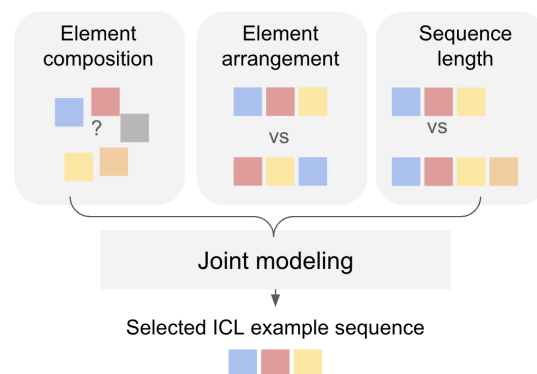 Element
composition
?
Element
arrangement
vs
Sequence
length
vs
Joint modeling
Selected ICL example sequence